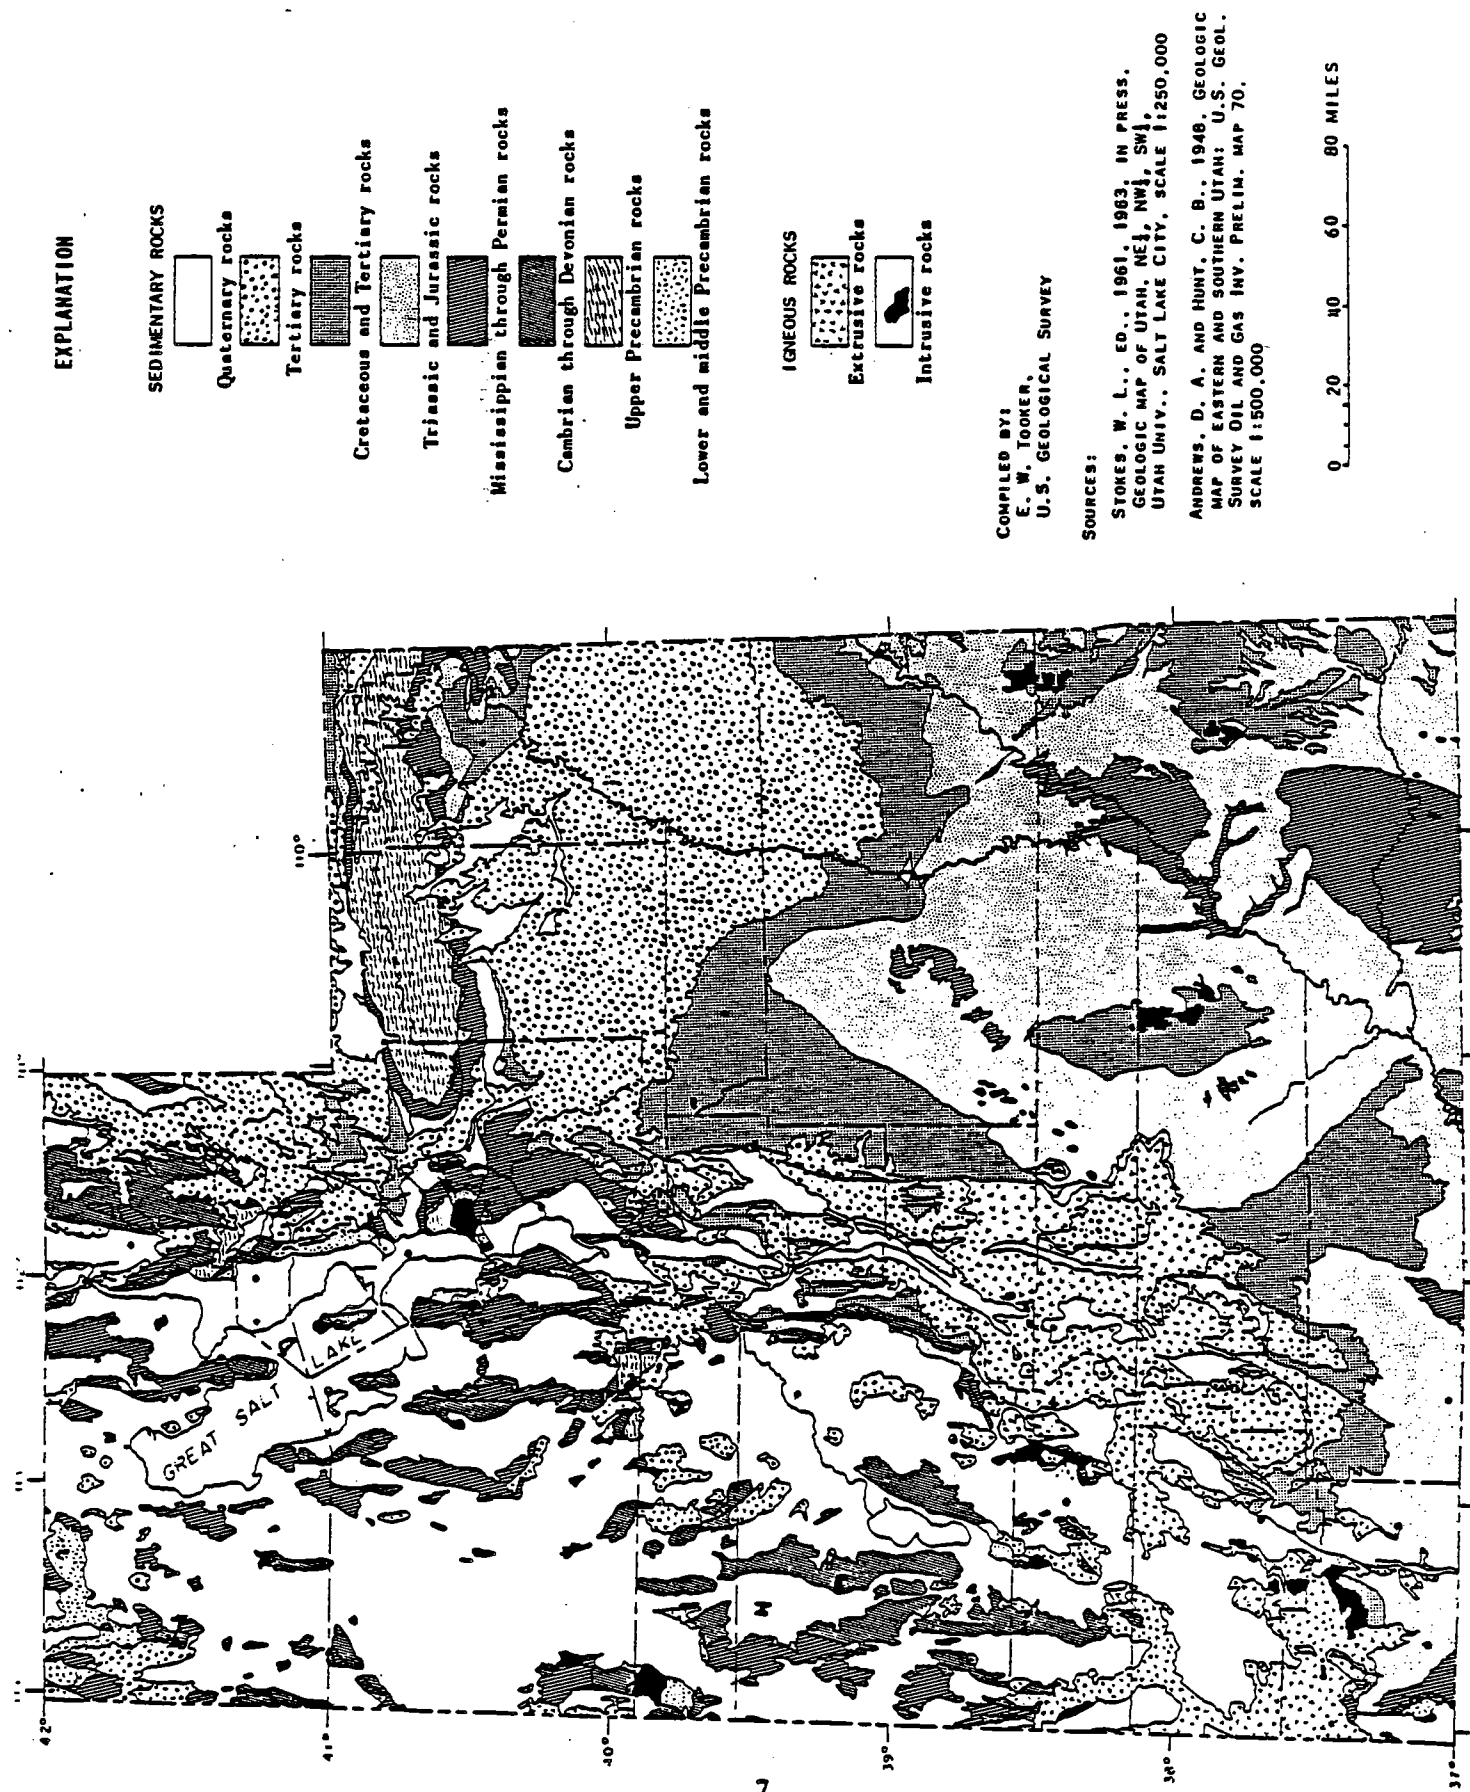 EXPLANATION
SEDIMENTARY ROCKS
Quaternary rocks
Tertiary rocks
Cretaceous and Tertiary rocks
Triassic and Jurassic rocks
Mississippian through Permian rocks
Cambrian through Devonian rocks
Upper Precambrian rocks
Lower and middle Precambrian rocks
IGNEOUS ROCKS
Extrusive rocks
Intrusive rocks
COMPILED BY:
E. W. TOOKER,
U.S. GEOLOGICAL SURVEY
SOURCES:
STOKES, W. L., ED., 1961, 1963, IN PRESS,
GEOLOGIC MAP OF UTAH, NE¼, NW¼, SW¼,
UTAH UNIV., SALT LAKE CITY, SCALE 1:250,000
ANDREWS, D. A. AND HUNT, C. B., 1948, GEOLOGIC
MAP OF EASTERN AND SOUTHERN UTAH: U.S. GEOL.
SURVEY OIL AND GAS INV. PRELIM. MAP 70,
SCALE 1:500,000
0 20 40 60 80 MILES
110°
GREAT SALT LAKE
42°
41°
40°
39°
38°
37°
7